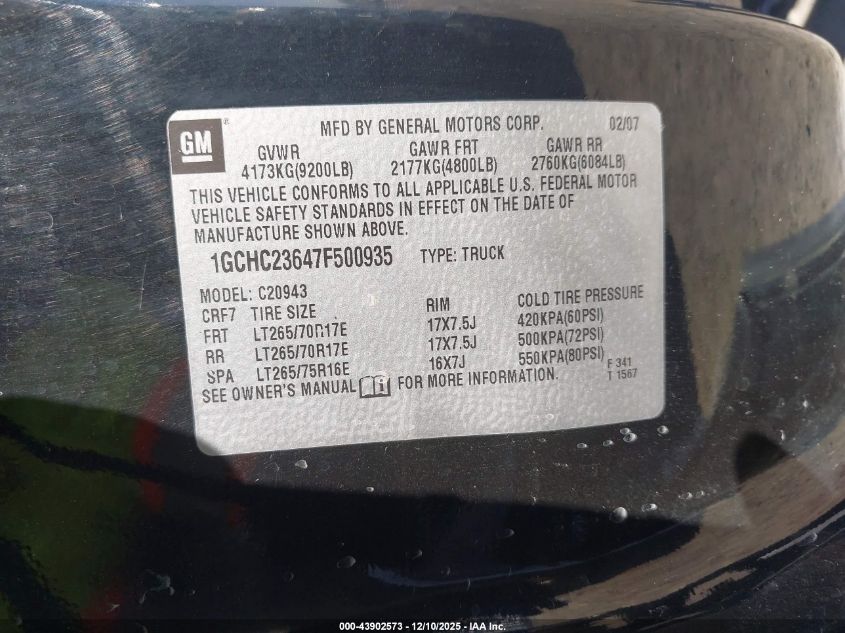 GM ®
MFD BY GENERAL MOTORS CORP. 02/07
GVWR GAWR FRT GAWR RR
4173KG(9200LB) 2177KG(4800LB) 2760KG(6084LB)
THIS VEHICLE CONFORMS TO ALL APPLICABLE U.S. FEDERAL MOTOR
VEHICLE SAFETY STANDARDS IN EFFECT ON THE DATE OF
MANUFACTURE SHOWN ABOVE.
1GCHC23647F500935 TYPE: TRUCK
MODEL: C20943
CRF7 TIRE SIZE RIM COLD TIRE PRESSURE
FRT LT265/70R17E 17X7.5J 420KPA(60PSI)
RR LT265/70R17E 17X7.5J 500KPA(72PSI)
SPA LT265/75R16E 16X7J 550KPA(80PSI)
SEE OWNER'S MANUAL FOR MORE INFORMATION.
F 341
T 1567
000-43902573 - 12/10/2025 - IAA Inc.